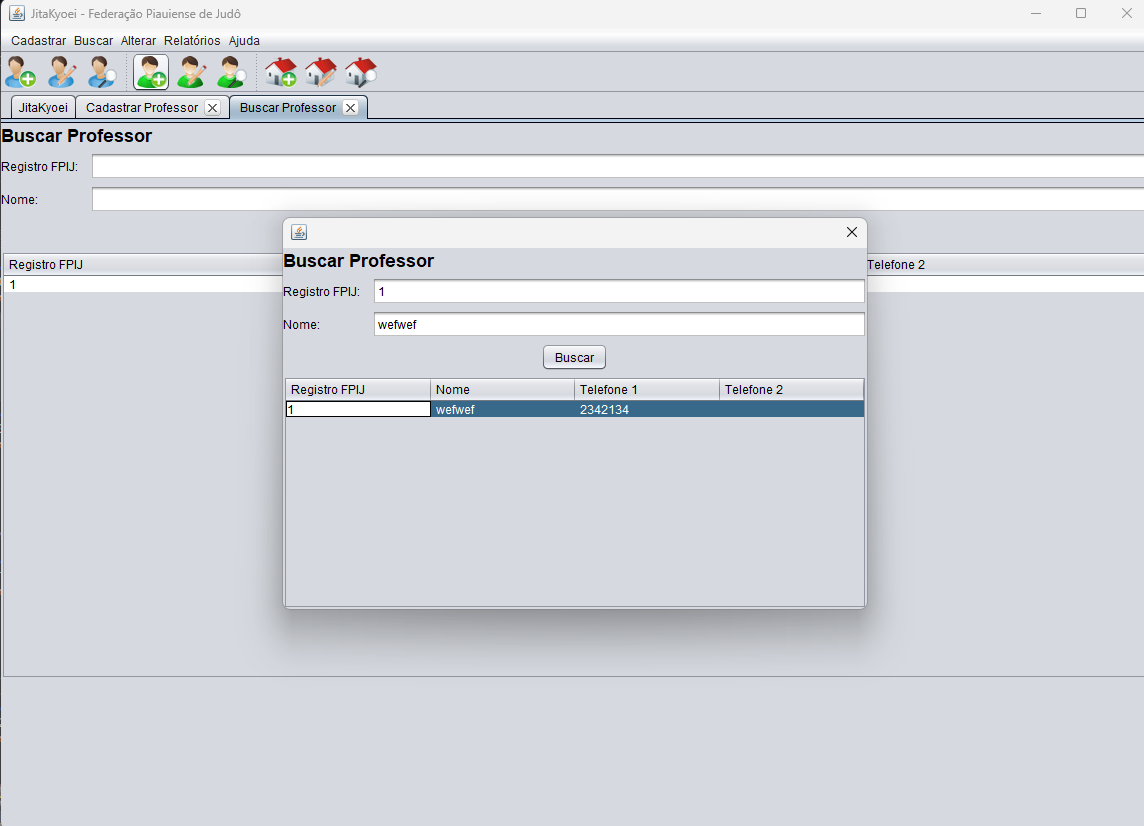 JitaKyoei - Federação Piauiense de Judô
Cadastrar Buscar Alterar Relatórios Ajuda
JitaKyoei Cadastrar Professor Buscar Professor
Buscar Professor
Registro FPIJ:
Nome:
Registro FPIJ Telefone 2
1
Buscar Professor
Registro FPIJ: 1
Nome: wefwef
Buscar
Registro FPIJ Nome Telefone 1 Telefone 2
1 wefwef 2342134